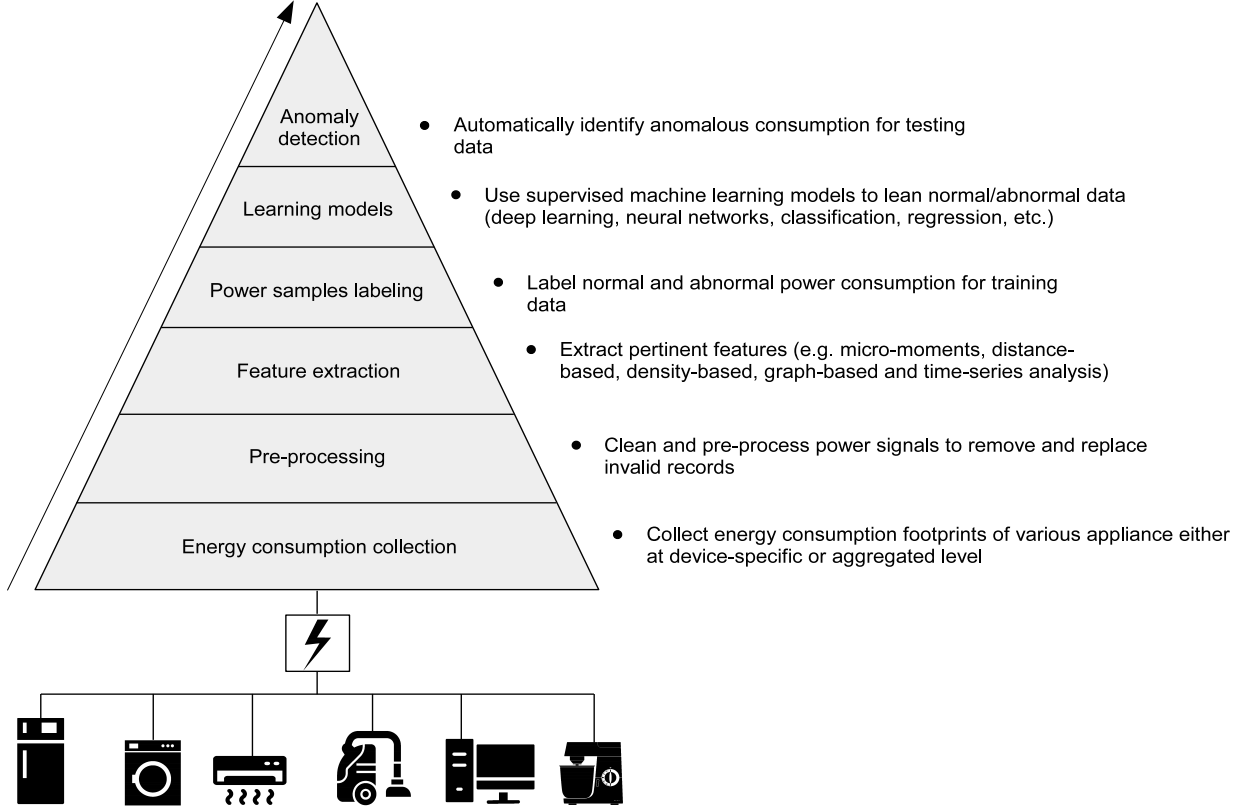 Anomaly
detection
● Automatically identify anomalous consumption for testing
data
Learning models
● Use supervised machine learning models to lean normal/abnormal data
(deep learning, neural networks, classification, regression, etc.)
Power samples labeling
● Label normal and abnormal power consumption for training
data
Feature extraction
● Extract pertinent features (e.g. micro-moments, distance-
based, density-based, graph-based and time-series analysis)
Pre-processing
● Clean and pre-process power signals to remove and replace
invalid records
Energy consumption collection
● Collect energy consumption footprints of various appliance either
at device-specific or aggregated level